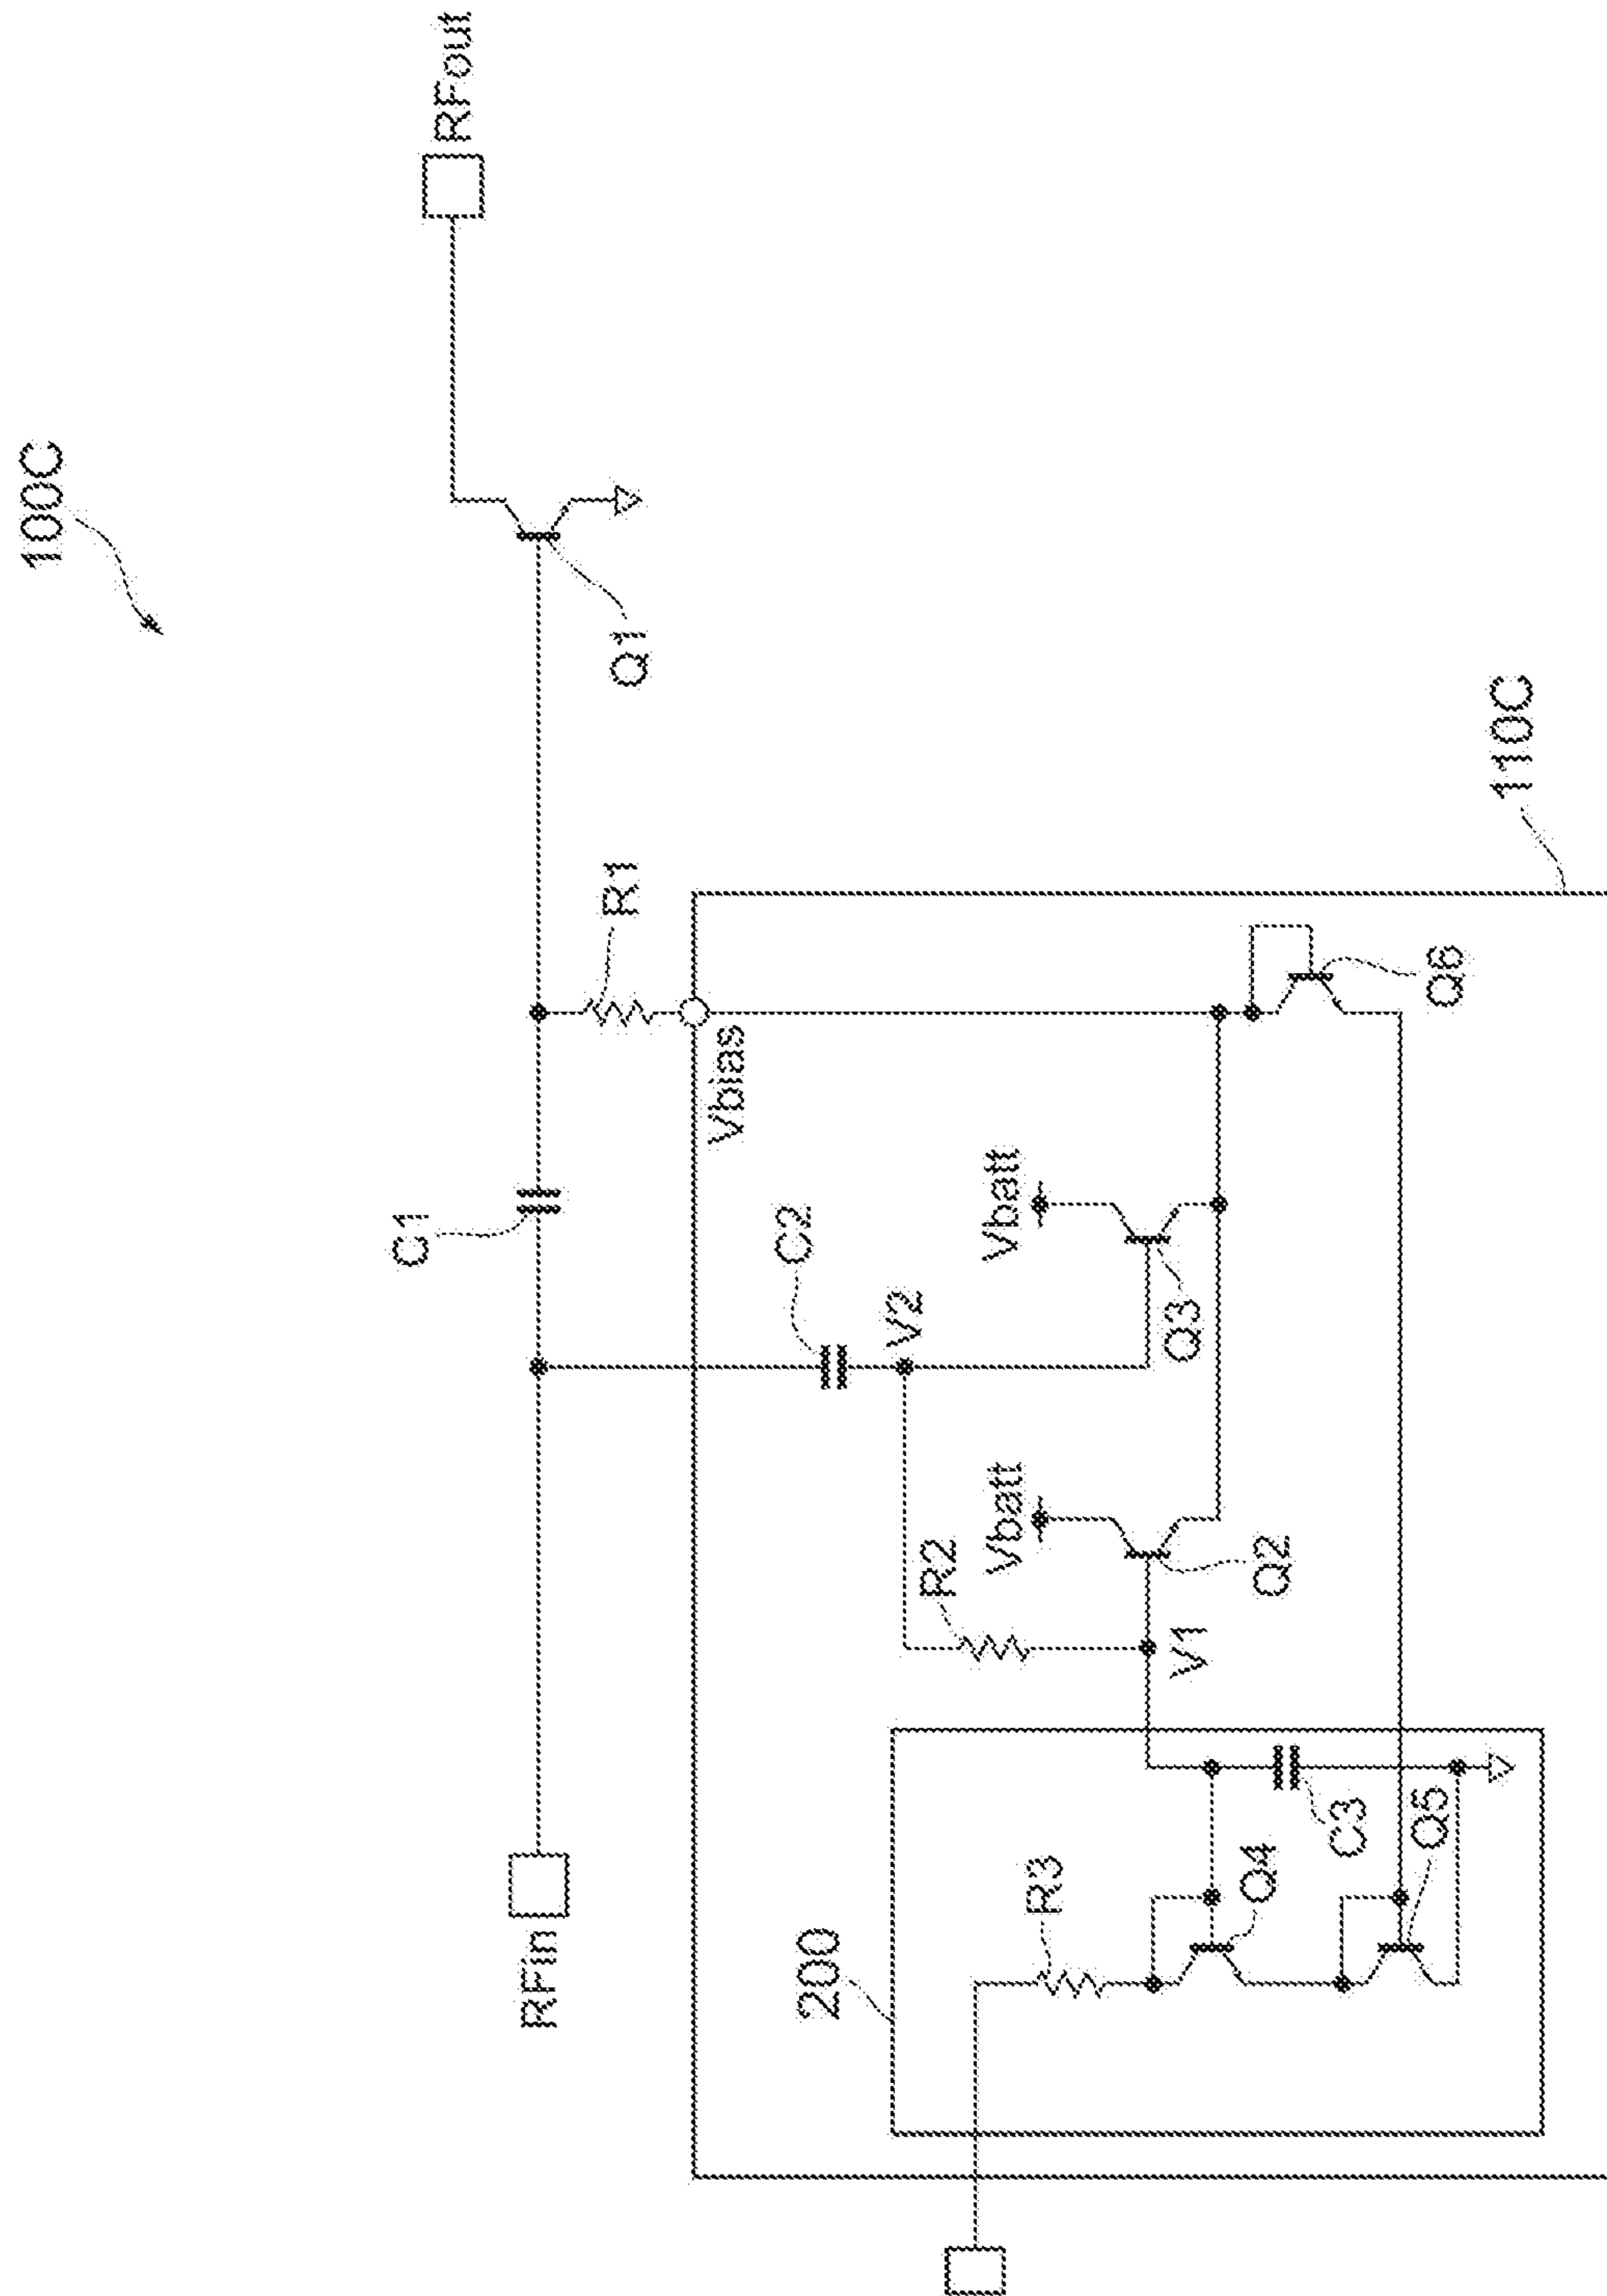 100C
RFin
C1
RFout
R1
Q1
Vbias
C2
V2
Vbatt
Vbatt
R2
Q3
Q2
V1
200
R3
Q4
C3
Q5
Q6
110C